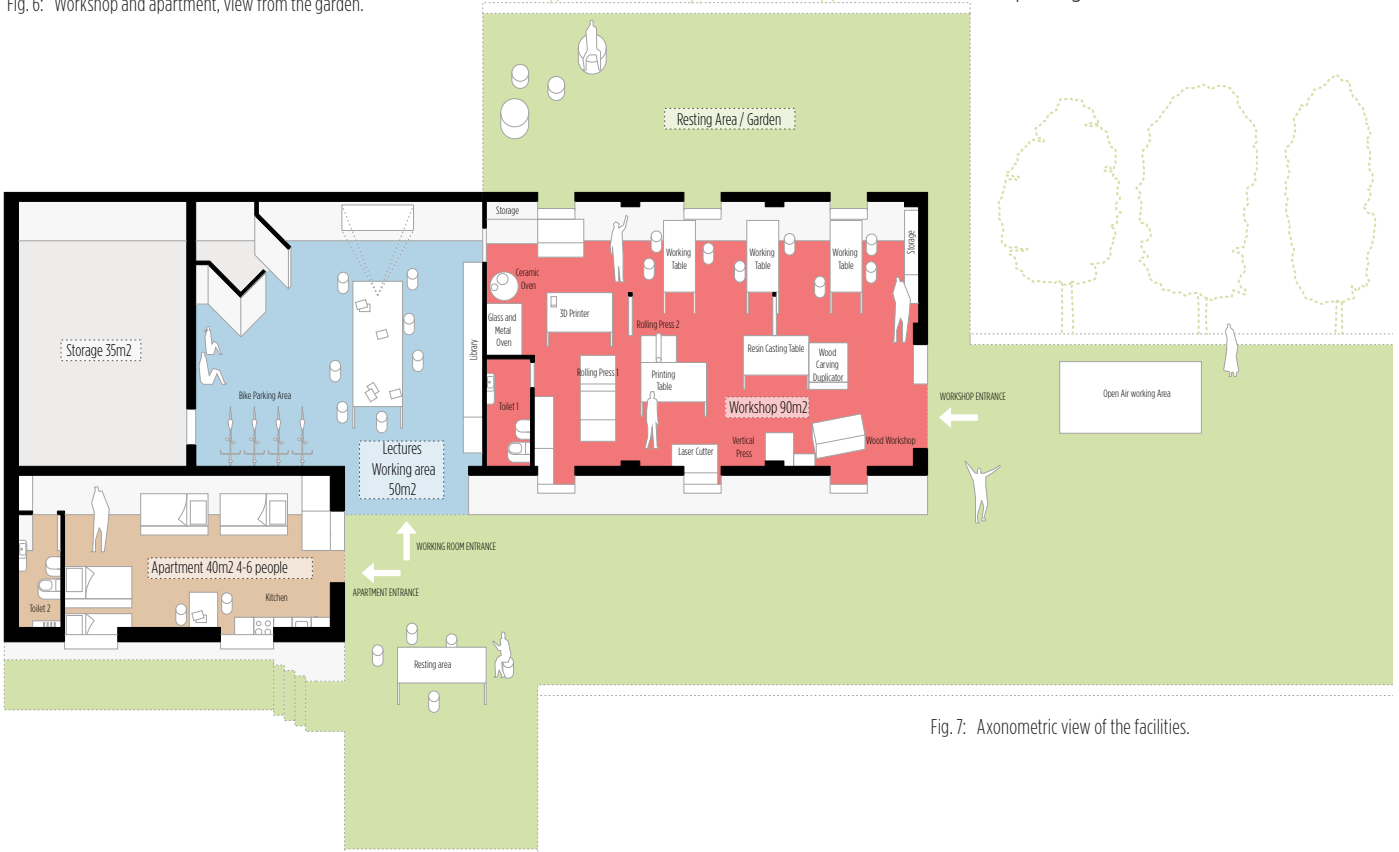 Fig. 6: Workshop and apartment, view from the garden.
Resting Area / Garden
Storage
Working
Table
Working
Table
Working
Table
Storage
Ceramic
Oven
Glass and
Metal
Oven
3D Printer
Rolling Press 2
Storage 35m2
Library
Rolling Press 1
Printing
Table
Resin Casting Table
Wood
Carving
Duplicator
Open Air working Area
Bike Parking Area
Toilet 1
Workshop 90m2
WORKSHOP ENTRANCE
Lectures
Working area
50m2
Laser Cutter
Vertical
Press
Wood Workshop
WORKING ROOM ENTRANCE
Apartment 40m2 4-6 people
APARTMENT ENTRANCE
Kitchen
Toilet 2
Resting area
Fig. 7: Axonometric view of the facilities.